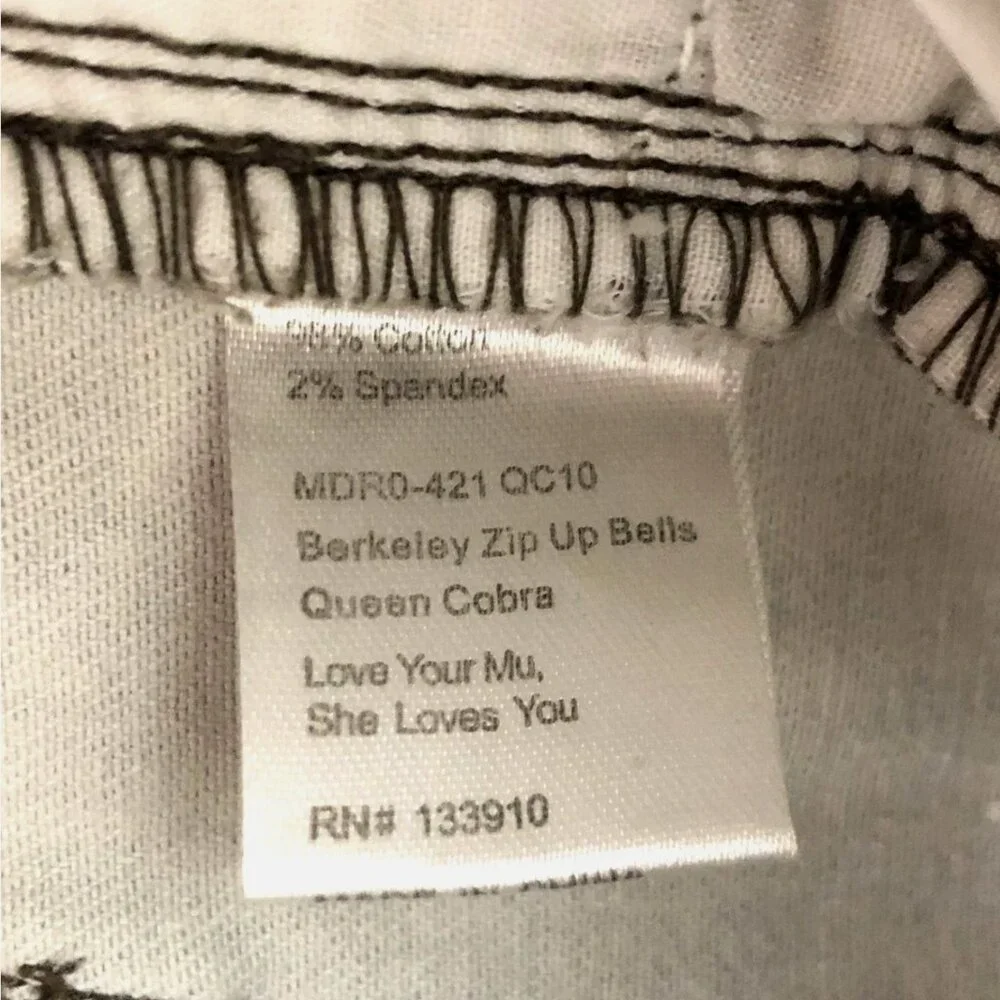 98% Cotton
2% Spandex
MDR0-421 QC10
Berkeley Zip Up Bells
Queen Cobra
Love Your Mu,
She Loves You
RN# 133910